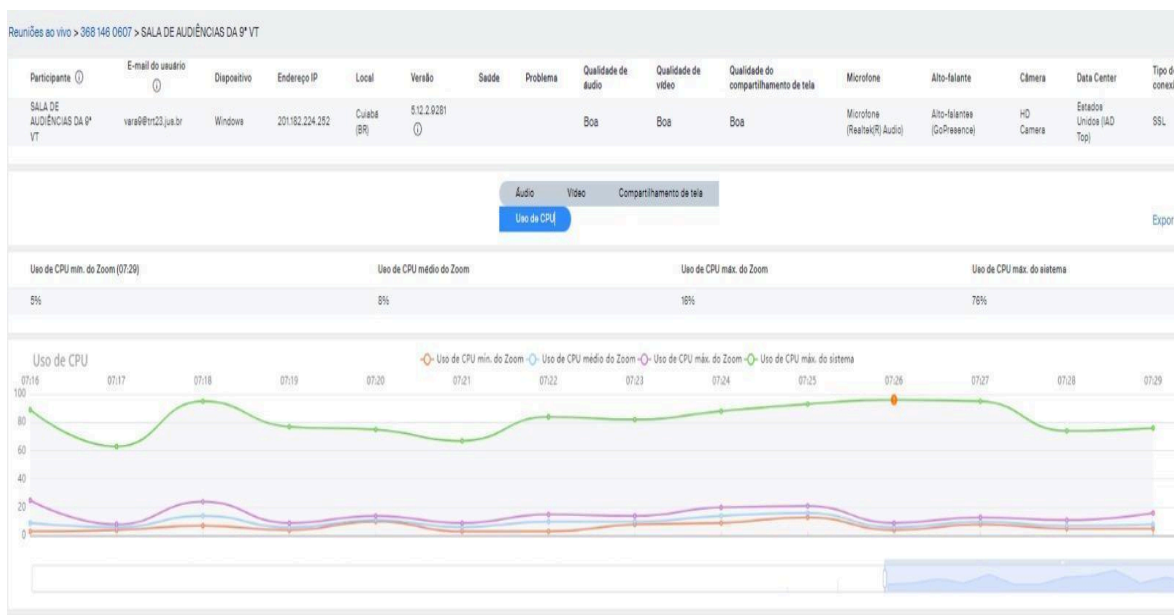 Reuniões ao vivo > 368 146 0607 > SALA DE AUDIÊNCIAS DA 9ª VT
Participante
E-mail do usuário
Dispositivo
Endereço IP
Local
Versão
Saúde
Problema
Qualidade de áudio
Qualidade de vídeo
Qualidade do compartilhamento de tela
Microfone
Alto-falante
Câmera
Data Center
Tipo de conexã
SALA DE AUDIÊNCIAS DA 9ª VT
vara9@trt23.jus.br
Windows
201.182.224.252
Cuiabá (BR)
5.12.2.9281
Boa
Boa
Boa
Microfone (Realtek(R) Audio)
Alto-falantes (GoPresence)
HD Camera
Estados Unidos (IAD Top)
SSL
Áudio Vídeo Compartilhamento de tela
Uso de CPU
Expor
Uso de CPU mín. do Zoom (07:29) Uso de CPU médio do Zoom Uso de CPU máx. do Zoom Uso de CPU máx. do sistema
5% 8% 16% 76%
Uso de CPU
Uso de CPU mín. do Zoom Uso de CPU médio do Zoom Uso de CPU máx. do Zoom Uso de CPU máx. do sistema
07:16 07:17 07:18 07:19 07:20 07:21 07:22 07:23 07:24 07:25 07:26 07:27 07:28 07:29
100
80
60
40
20
0